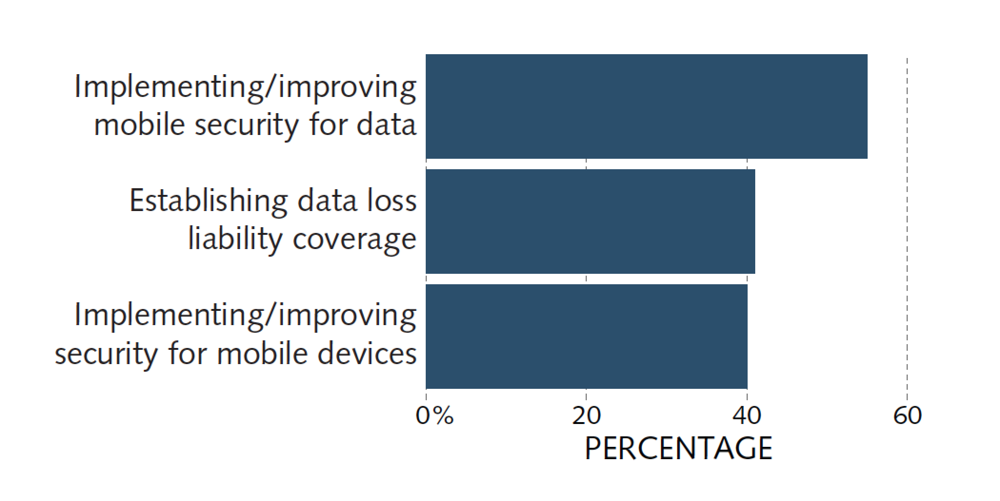 Implementing/improving
mobile security for data
Establishing data loss
liability coverage
Implementing/improving
security for mobile devices
0% 20 40 60
PERCENTAGE